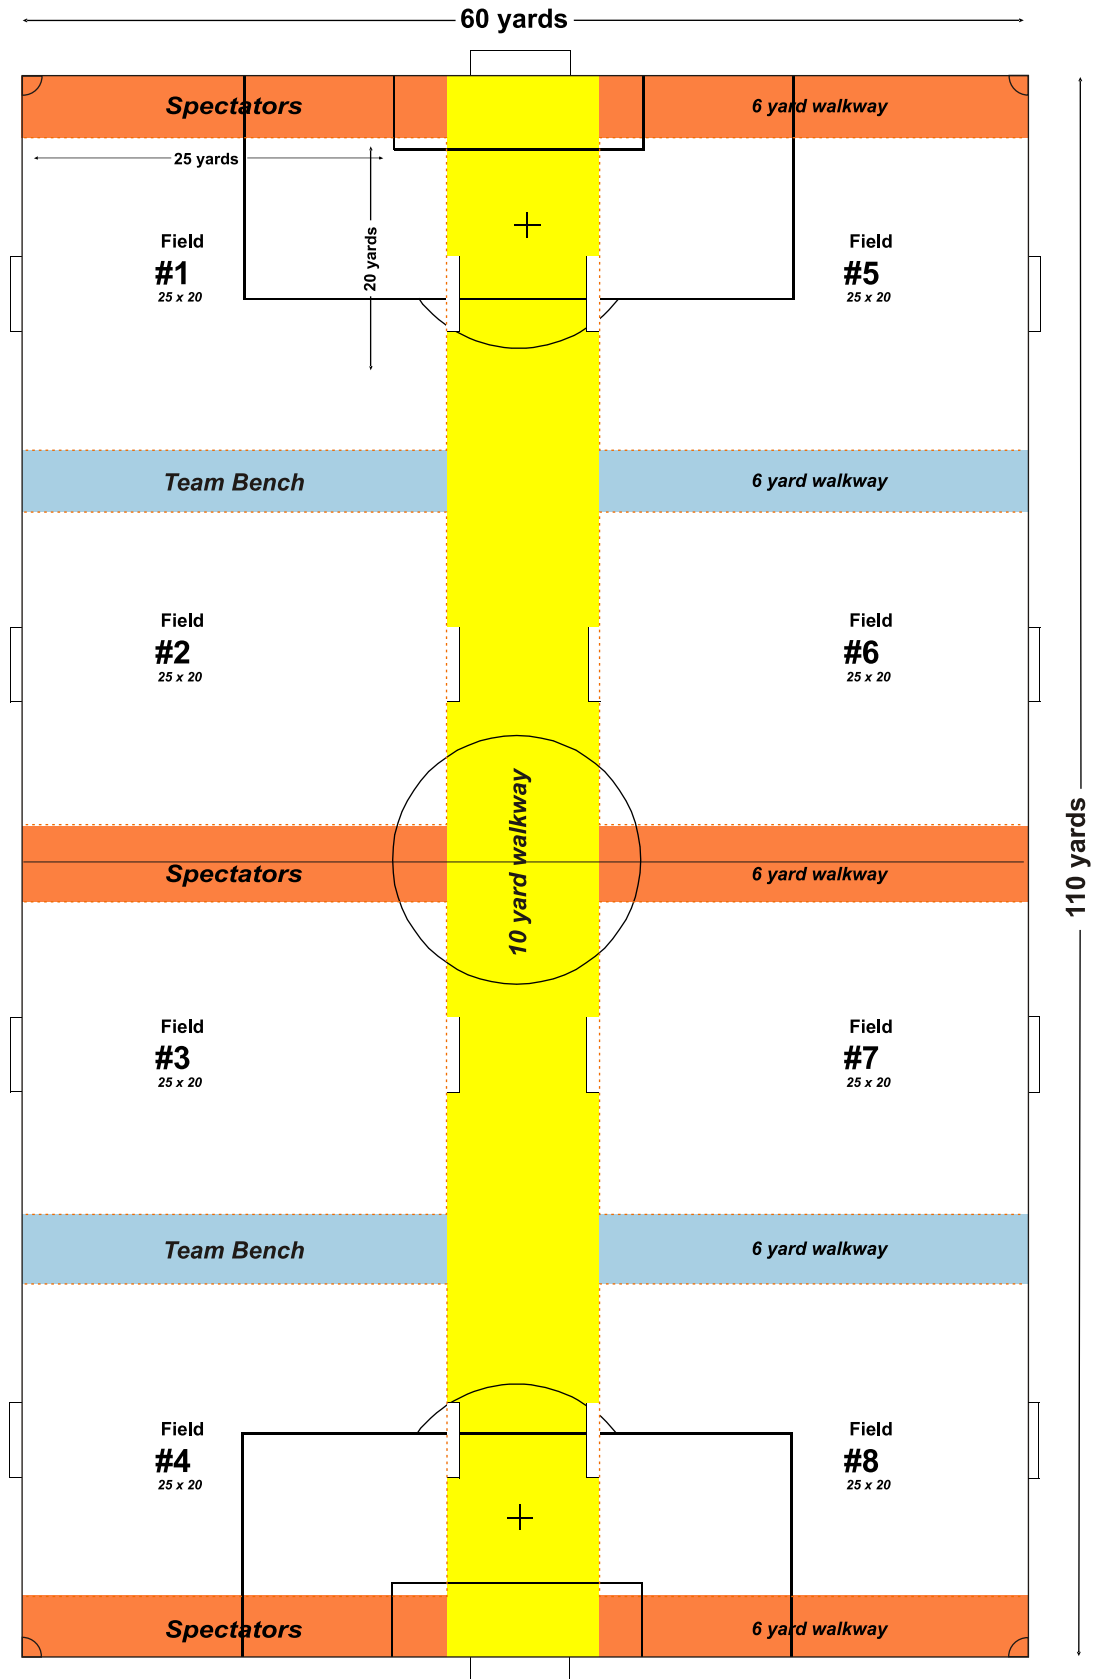 60 yards
Spectators
6 yard walkway
25 yards
20 yards
Field
#1
25 x 20
Field
#5
25 x 20
Team Bench
6 yard walkway
Field
#2
25 x 20
Field
#6
25 x 20
10 yard walkway
110 yards
Spectators
6 yard walkway
Field
#3
25 x 20
Field
#7
25 x 20
Team Bench
6 yard walkway
Field
#4
25 x 20
Field
#8
25 x 20
Spectators
6 yard walkway